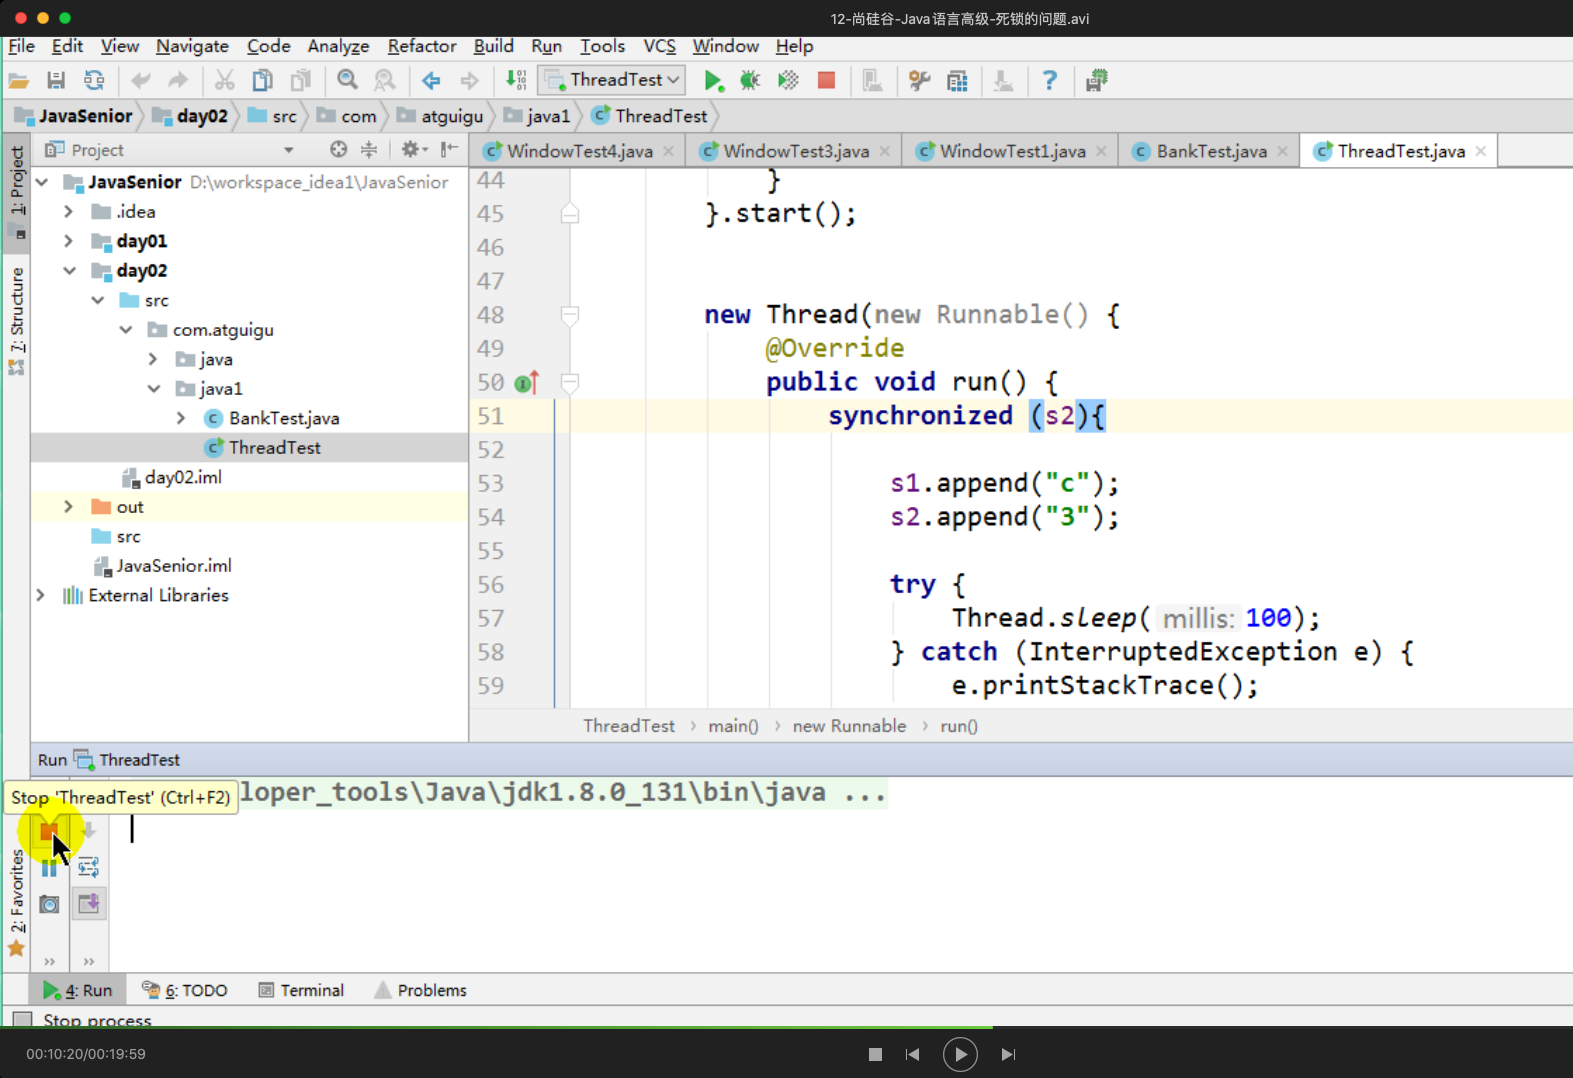 12-尚硅谷-Java语言高级-死锁的问题.avi
File Edit View Navigate Code Analyze Refactor Build Run Tools VCS Window Help
ThreadTest
JavaSenior day02 src com atguigu java1 ThreadTest
Project
WindowTest4.java WindowTest3.java WindowTest1.java BankTest.java ThreadTest.java
1: Project
7: Structure
2: Favorites
JavaSenior D:\workspace_idea1\JavaSenior
.idea
day01
day02
src
com.atguigu
java
java1
BankTest.java
ThreadTest
day02.iml
out
src
JavaSenior.iml
External Libraries
44 }
45 }.start();
46
47
48 new Thread(new Runnable() {
49 @Override
50 public void run() {
51 synchronized (s2){
52
53 s1.append("c");
54 s2.append("3");
55
56 try {
57 Thread.sleep( millis: 100);
58 } catch (InterruptedException e) {
59 e.printStackTrace();
ThreadTest › main() › new Runnable › run()
Run ThreadTest
Stop 'ThreadTest' (Ctrl+F2)
loper_tools\Java\jdk1.8.0_131\bin\java ...
4: Run 6: TODO Terminal Problems
Stop process
00:10:20/00:19:59